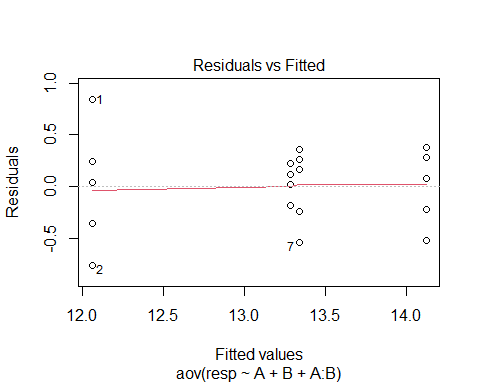 Residuals vs Fitted
1.0
0.5
0.0
-0.5
Residuals
1
2
7
12.0 12.5 13.0 13.5 14.0
Fitted values
aov(resp ~ A + B + A:B)